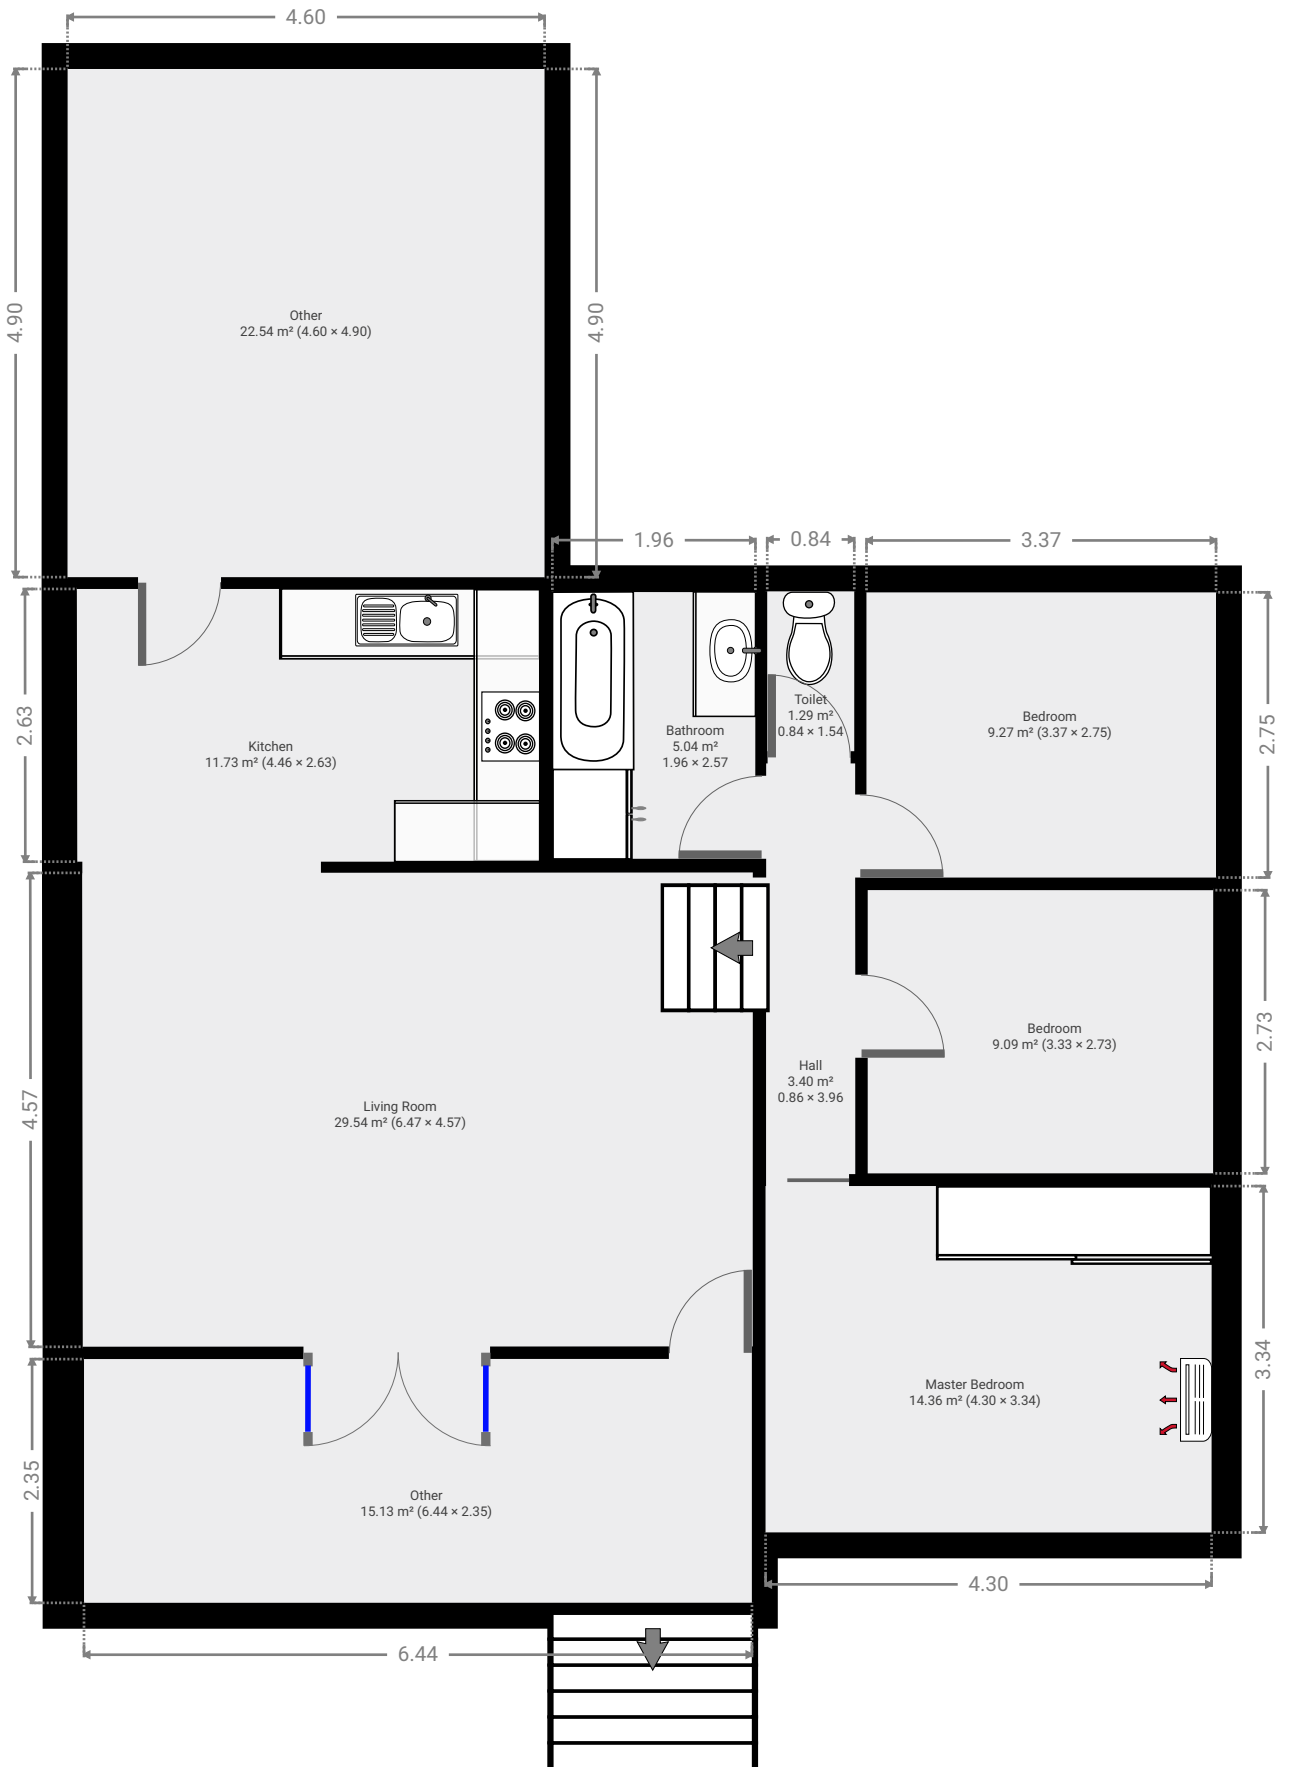 4.60
4.90
4.90
Other
22.54 m² (4.60 × 4.90)
1.96
0.84
3.37
2.63
Kitchen
11.73 m² (4.46 × 2.63)
Bathroom
5.04 m²
1.96 × 2.57
Toilet
1.29 m²
0.84 × 1.54
Bedroom
9.27 m² (3.37 × 2.75)
2.75
Bedroom
9.09 m² (3.33 × 2.73)
2.73
Hall
3.40 m²
0.86 × 3.96
4.57
Living Room
29.54 m² (6.47 × 4.57)
Master Bedroom
14.36 m² (4.30 × 3.34)
3.34
2.35
Other
15.13 m² (6.44 × 2.35)
4.30
6.44